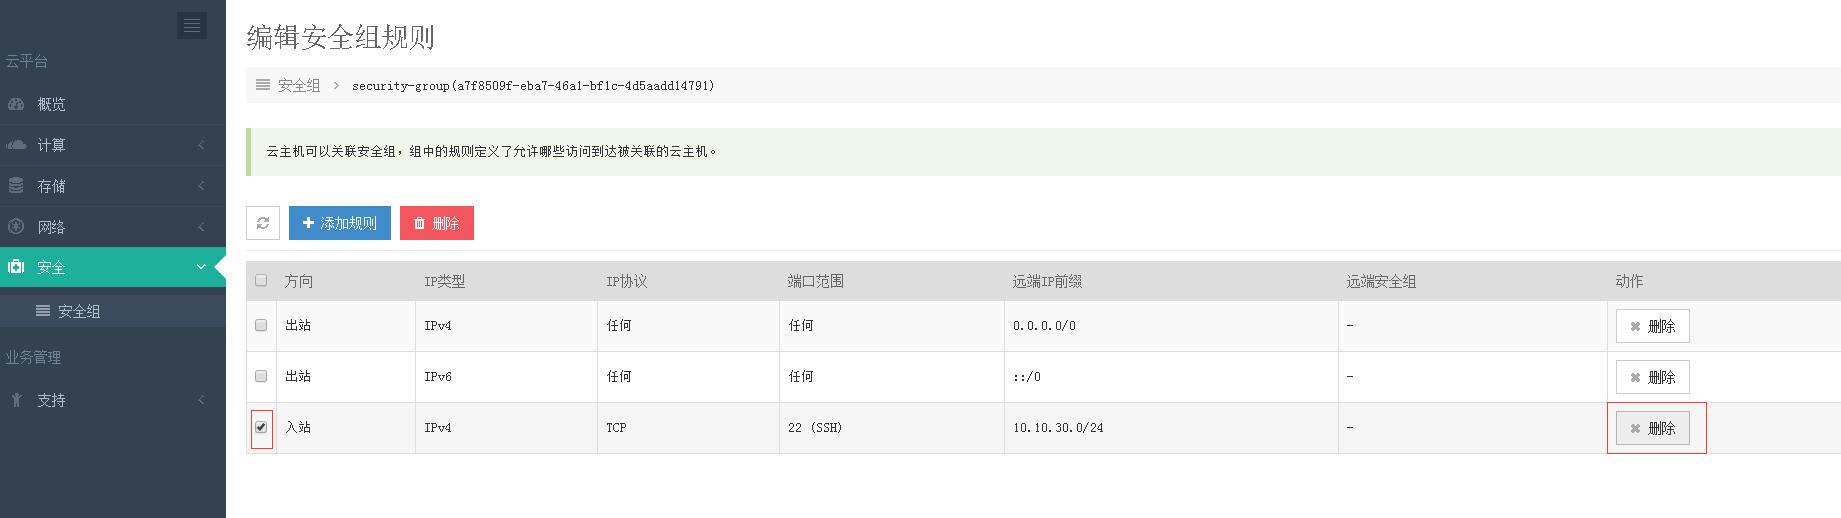 云平台
概览
计算
存储
网络
安全
安全组
业务管理
支持
编辑安全组规则
安全组 > security-group(a7f8509f-eba7-46a1-bf1c-4d5aadd14791)
云主机可以关联安全组，组中的规则定义了允许哪些访问到达被关联的云主机。
添加规则 删除
方向 IP类型 IP协议 端口范围 远端IP前缀 远端安全组 动作
出站 IPv4 任何 任何 0.0.0.0/0 - 删除
出站 IPv6 任何 任何 ::/0 - 删除
入站 IPv4 TCP 22 (SSH) 10.10.30.0/24 - 删除